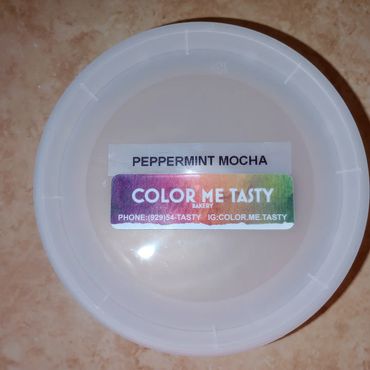 PEPPERMINT MOCHA
COLOR ME TASTY
BAKERY
PHONE:(929)54-TASTY IG:COLOR.ME.TASTY